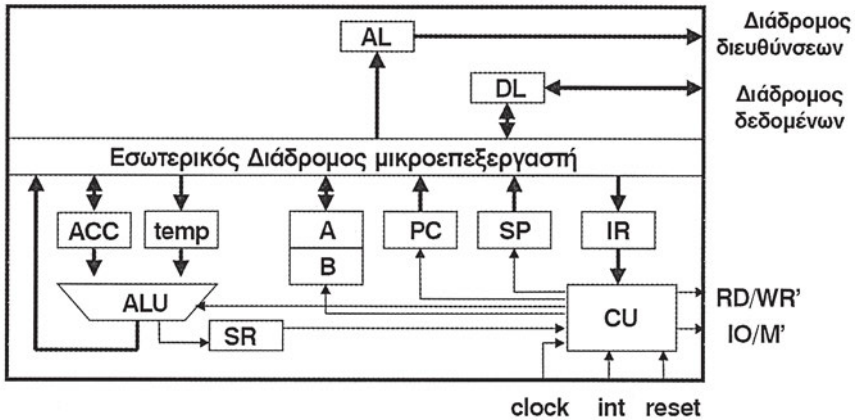 AL
Διάδρομος
διευθύνσεων
DL
Διάδρομος
δεδομένων
Εσωτερικός Διάδρομος μικροεπεξεργαστή
ACC temp A PC SP IR
B
ALU CU RD/WR'
SR IO/M'
clock int reset